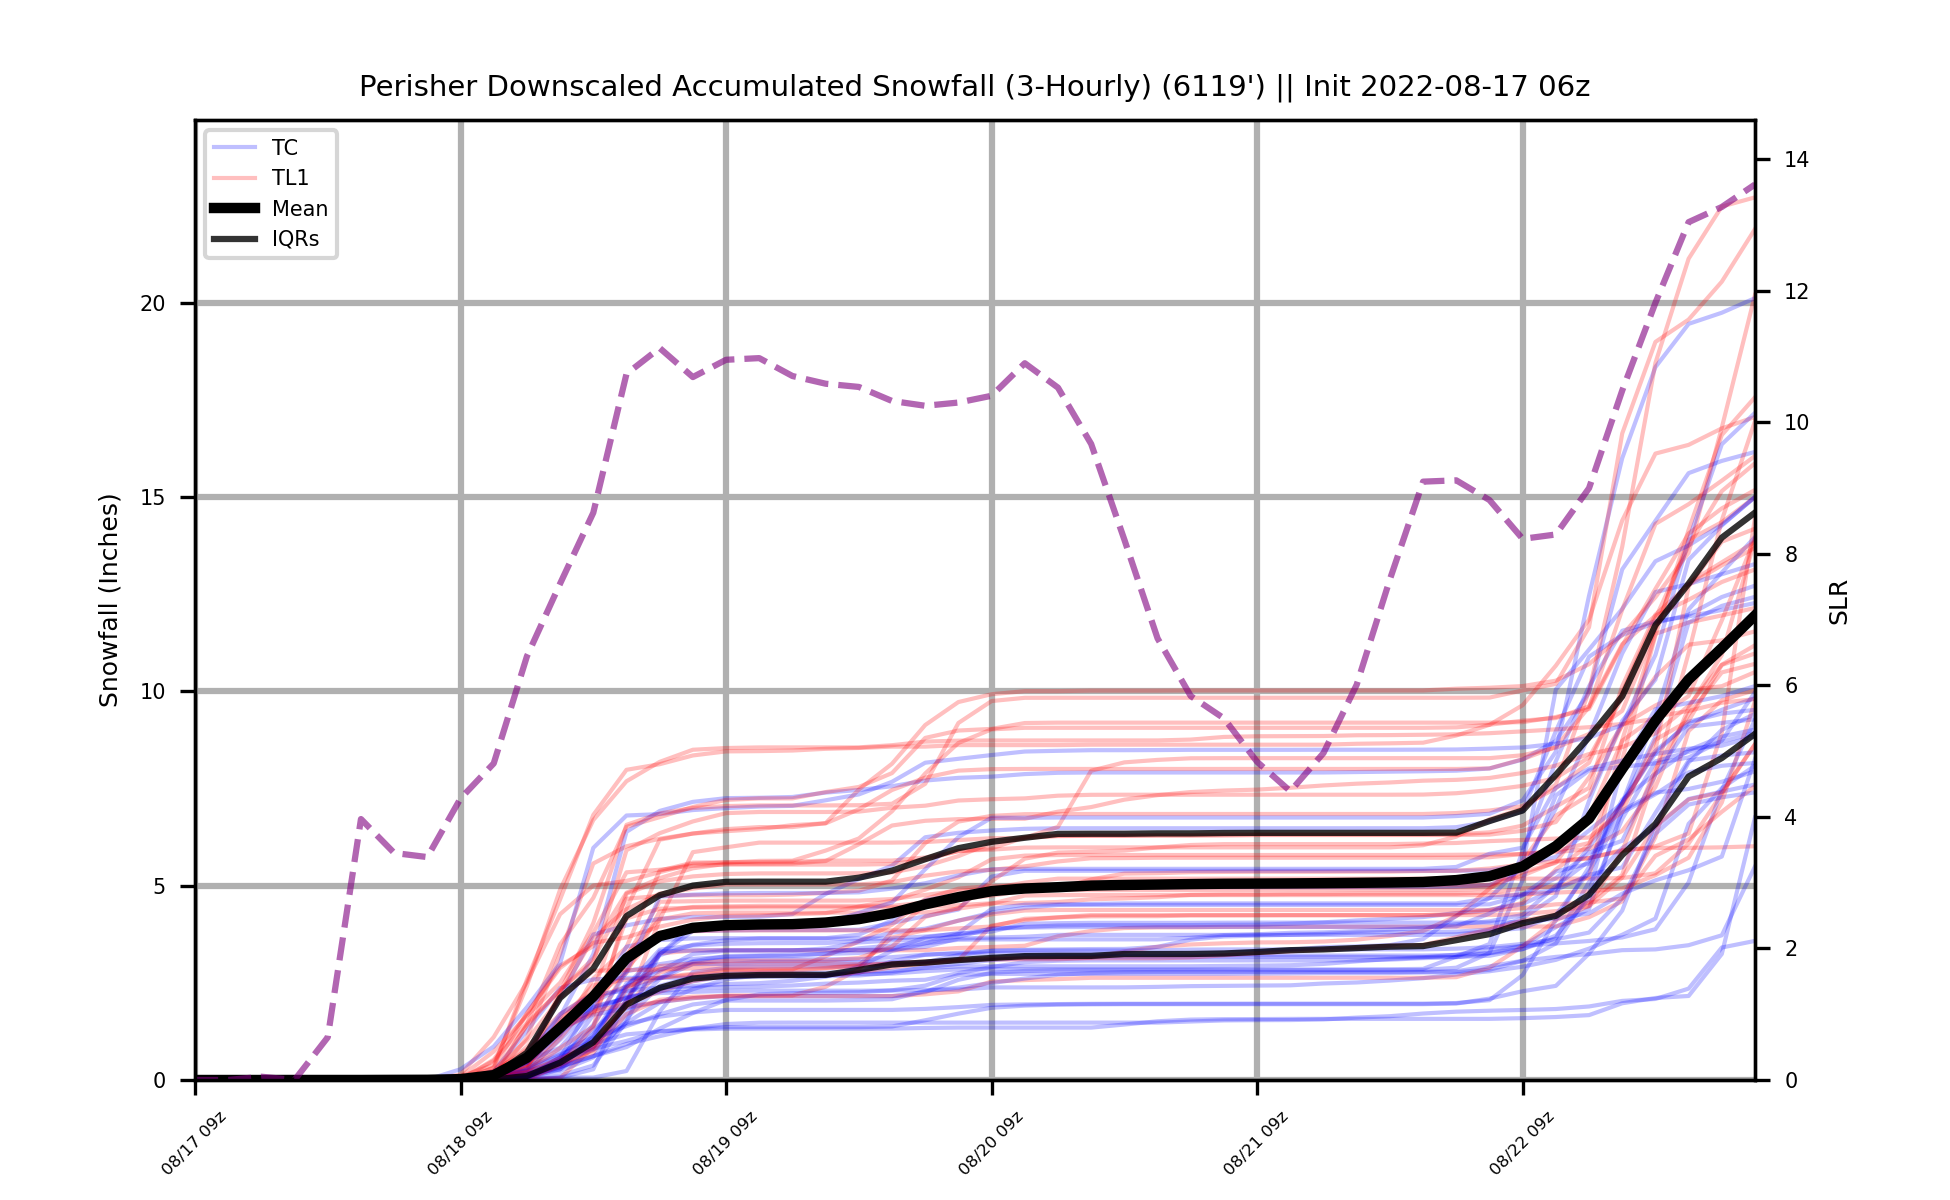 Perisher Downscaled Accumulated Snowfall (3-Hourly) (6119') || Init 2022-08-17 06z
TC
TL1
Mean
IQRs
Snowfall (Inches)
20
15
10
5
0
14
12
10
8
6
4
2
0
SLR
08/17 09z
08/18 09z
08/19 09z
08/20 09z
08/21 09z
08/22 09z